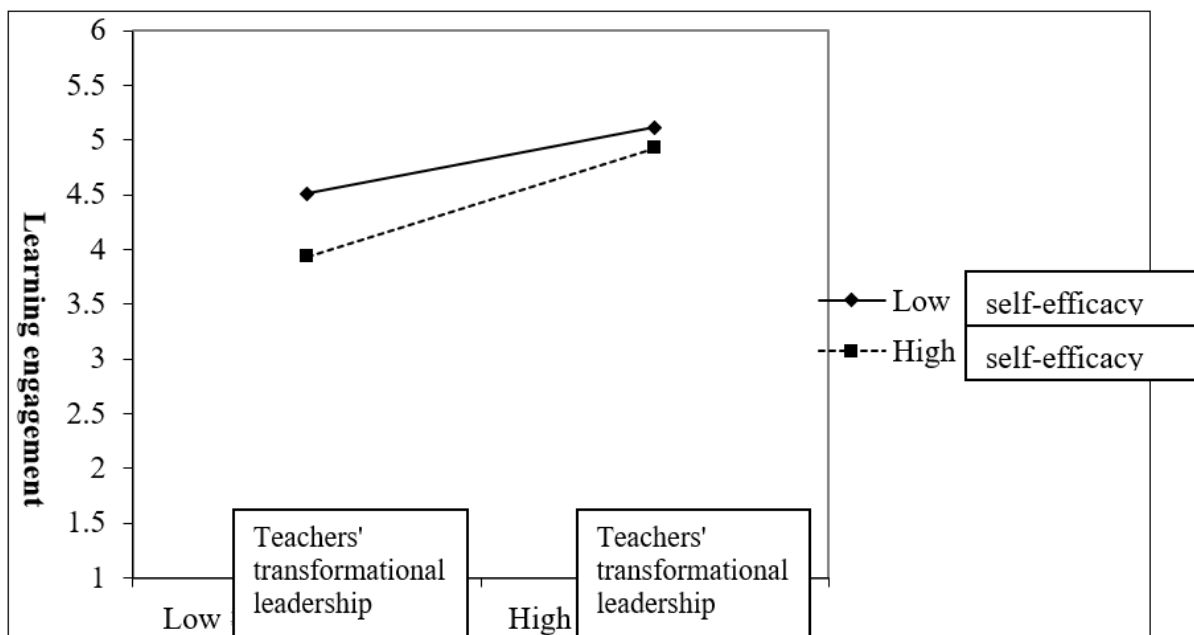 6
5.5
5
4.5
4
3.5
3
2.5
2
1.5
1
Learning engagement
Low self-efficacy
High self-efficacy
Teachers'
transformational
leadership
Teachers'
transformational
leadership
Low
High